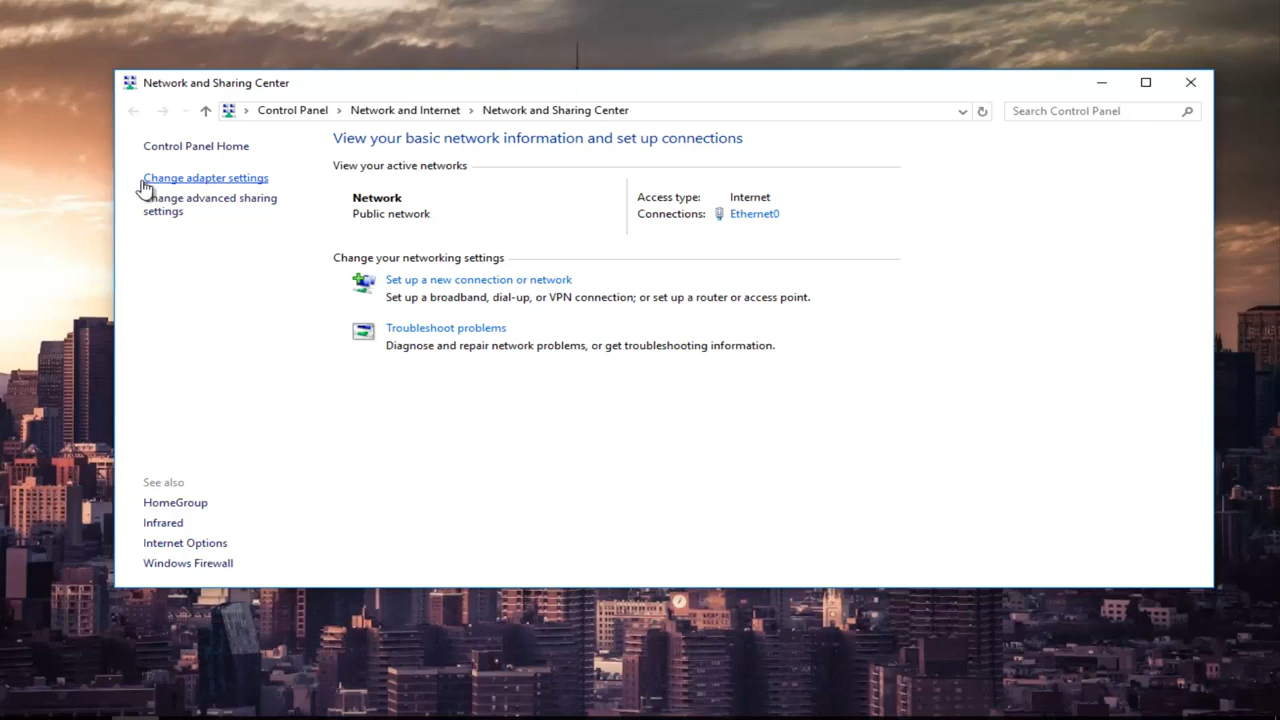 Network and Sharing Center
Control Panel > Network and Internet > Network and Sharing Center
Search Control Panel
Control Panel Home
Change adapter settings
Change advanced sharing
settings
View your basic network information and set up connections
View your active networks
Network
Public network
Access type: Internet
Connections: Ethernet0
Change your networking settings
Set up a new connection or network
Set up a broadband, dial-up, or VPN connection; or set up a router or access point.
Troubleshoot problems
Diagnose and repair network problems, or get troubleshooting information.
See also
HomeGroup
Infrared
Internet Options
Windows Firewall